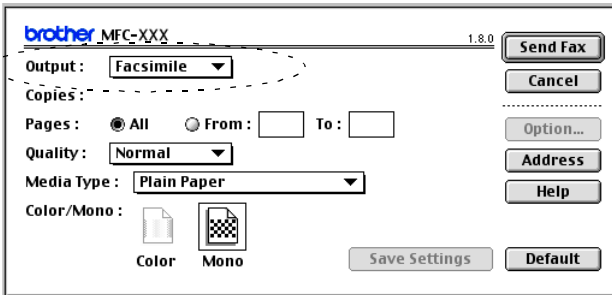 brother MFC-XXX 1.8.0 Send Fax
Output : Facsimile Cancel
Copies :
Pages : All From : To : Option...
Quality : Normal Address
Media Type : Plain Paper Help
Color/Mono :
Color Mono Save Settings Default